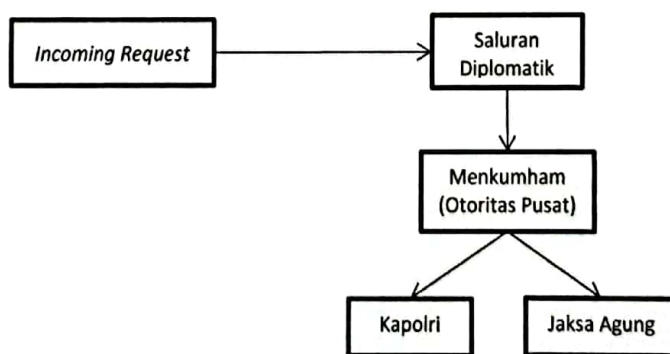 Incoming Request
Saluran
Diplomatik
Menkumham
(Otoritas Pusat)
Kapolri
Jaksa Agung